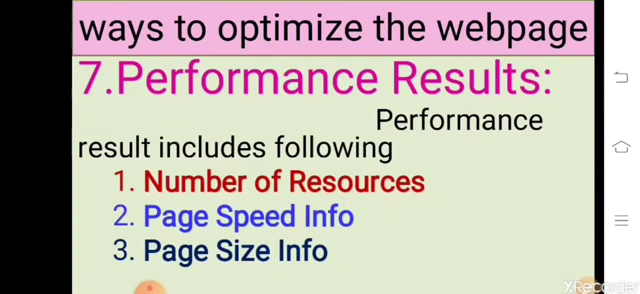 ways to optimize the webpage
7.Performance Results:
Performance
result includes following
1. Number of Resources
2. Page Speed Info
3. Page Size Info
XRecorder